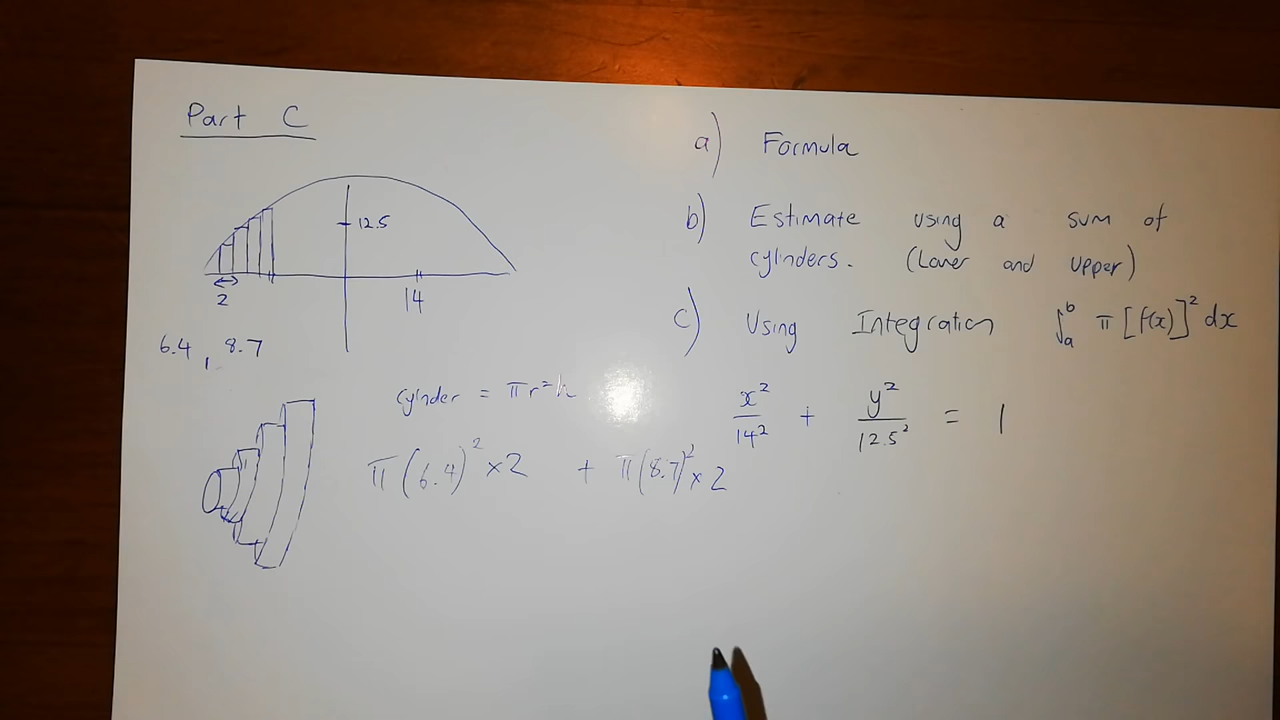 Part C
12.5
2
14
6.4 , 8.7
cylinder = πr²h
π(6.4)² × 2 + π(8.7)² × 2
a) Formula
b) Estimate using a sum of
cylinders. (Lower and upper)
c) Using Integration ∫ₐᵇ π[f(x)]² dx
x²/14² + y²/12.5² = 1